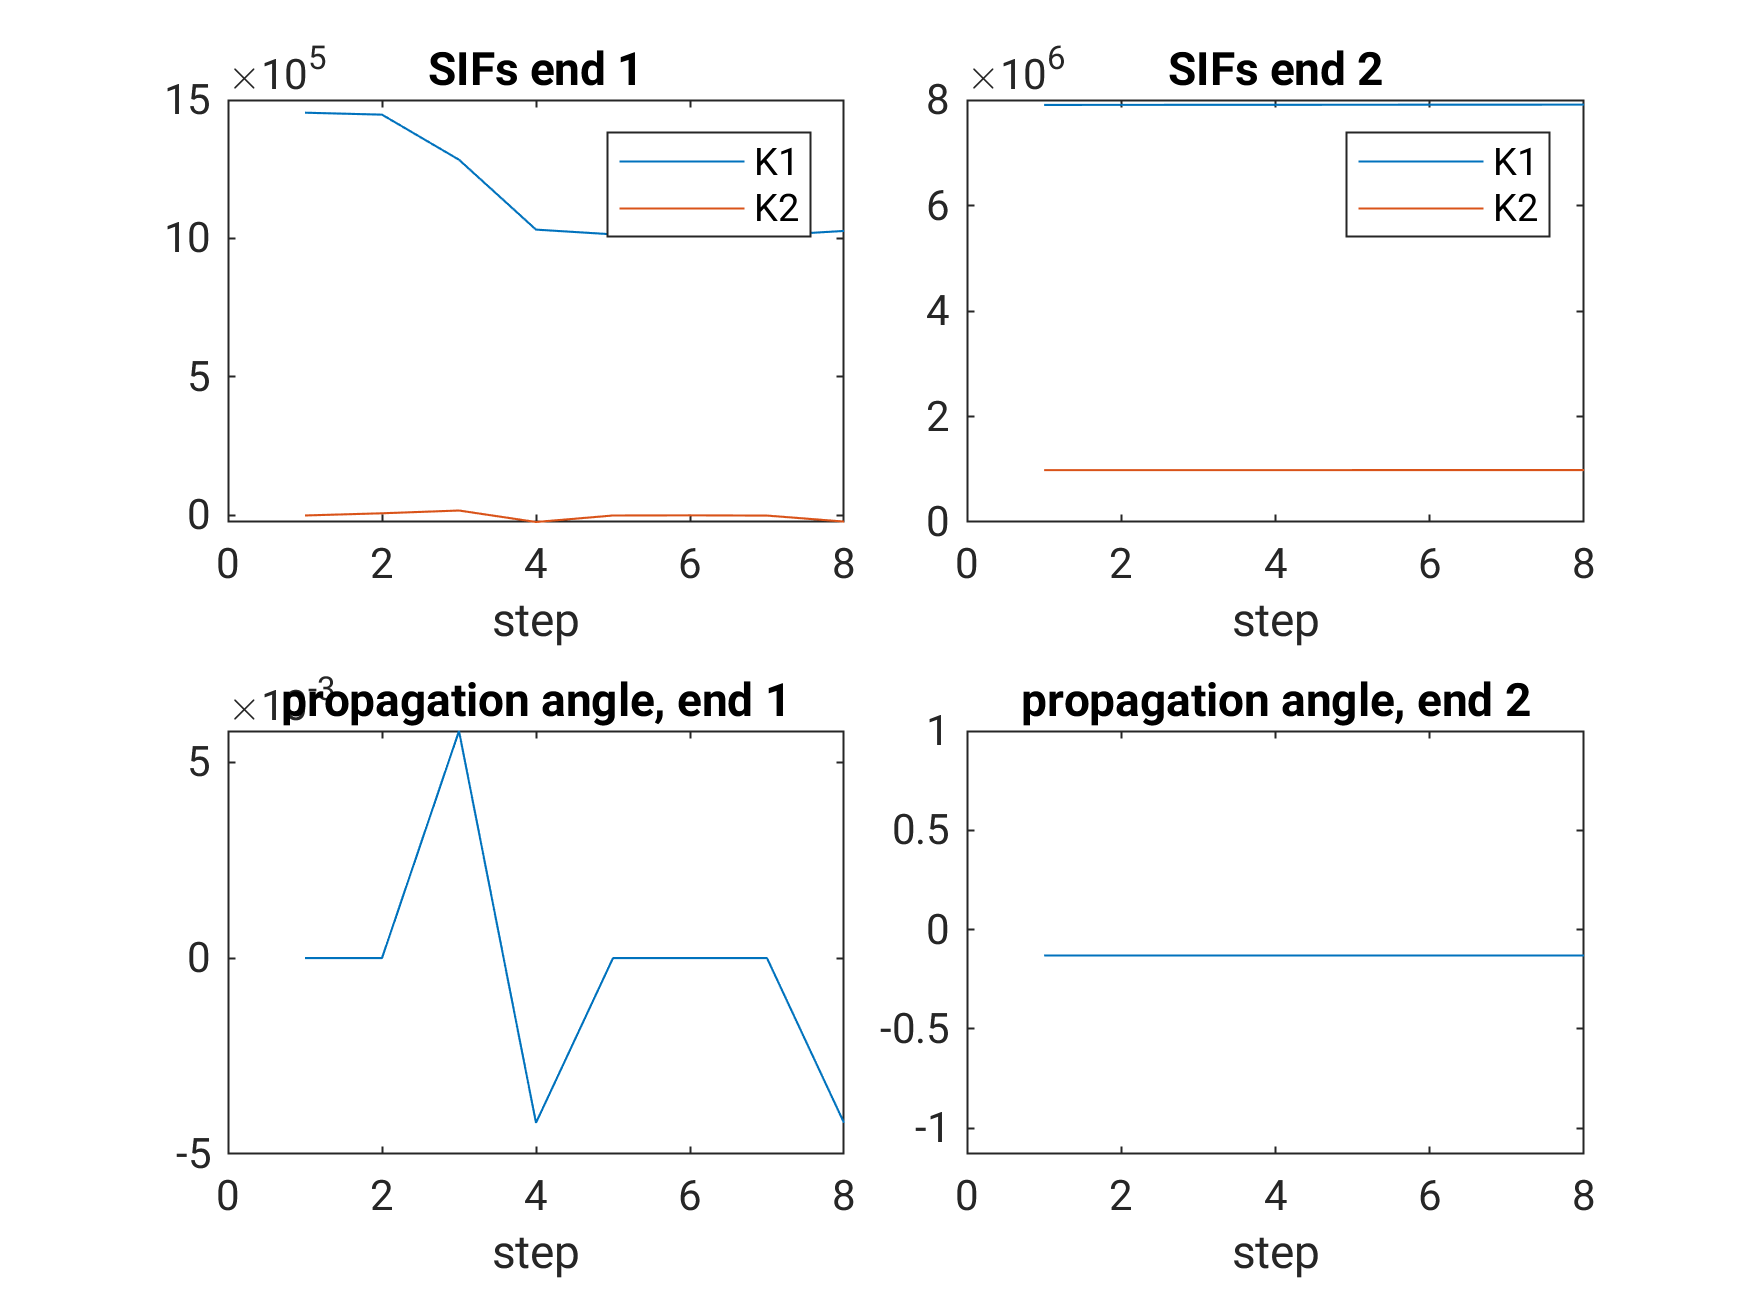 ×10^5
SIFs end 1
15
10
5
0
K1
K2
0 2 4 6 8
step
×10^6
SIFs end 2
8
6
4
2
0
K1
K2
0 2 4 6 8
step
×10^-3
propagation angle, end 1
5
0
-5
0 2 4 6 8
step
propagation angle, end 2
1
0.5
0
-0.5
-1
0 2 4 6 8
step